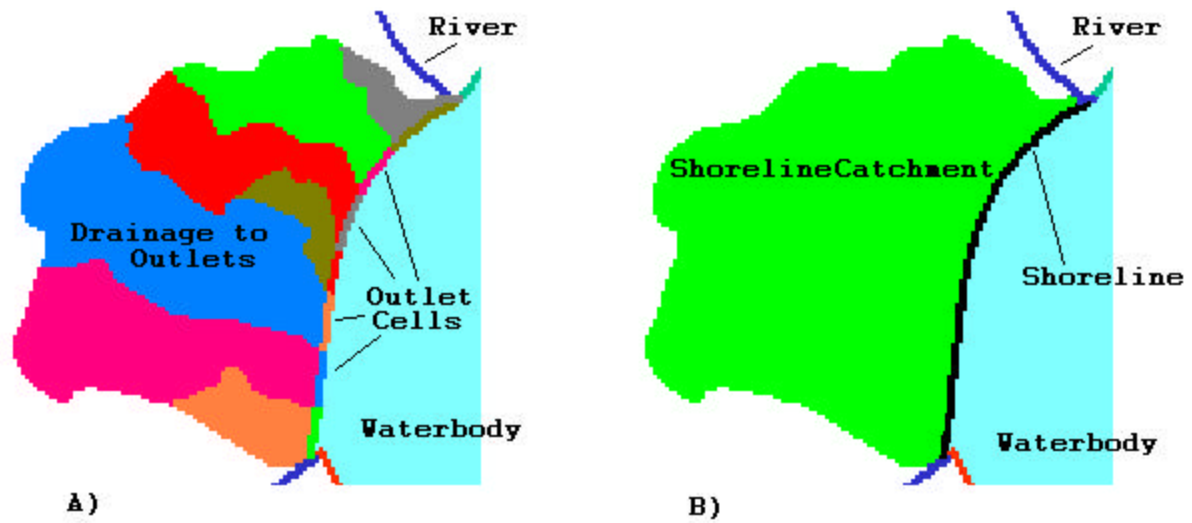 River
Drainage to
Outlets
Outlet
Cells
Waterbody
A)
River
ShorelineCatchment
Shoreline
Waterbody
B)